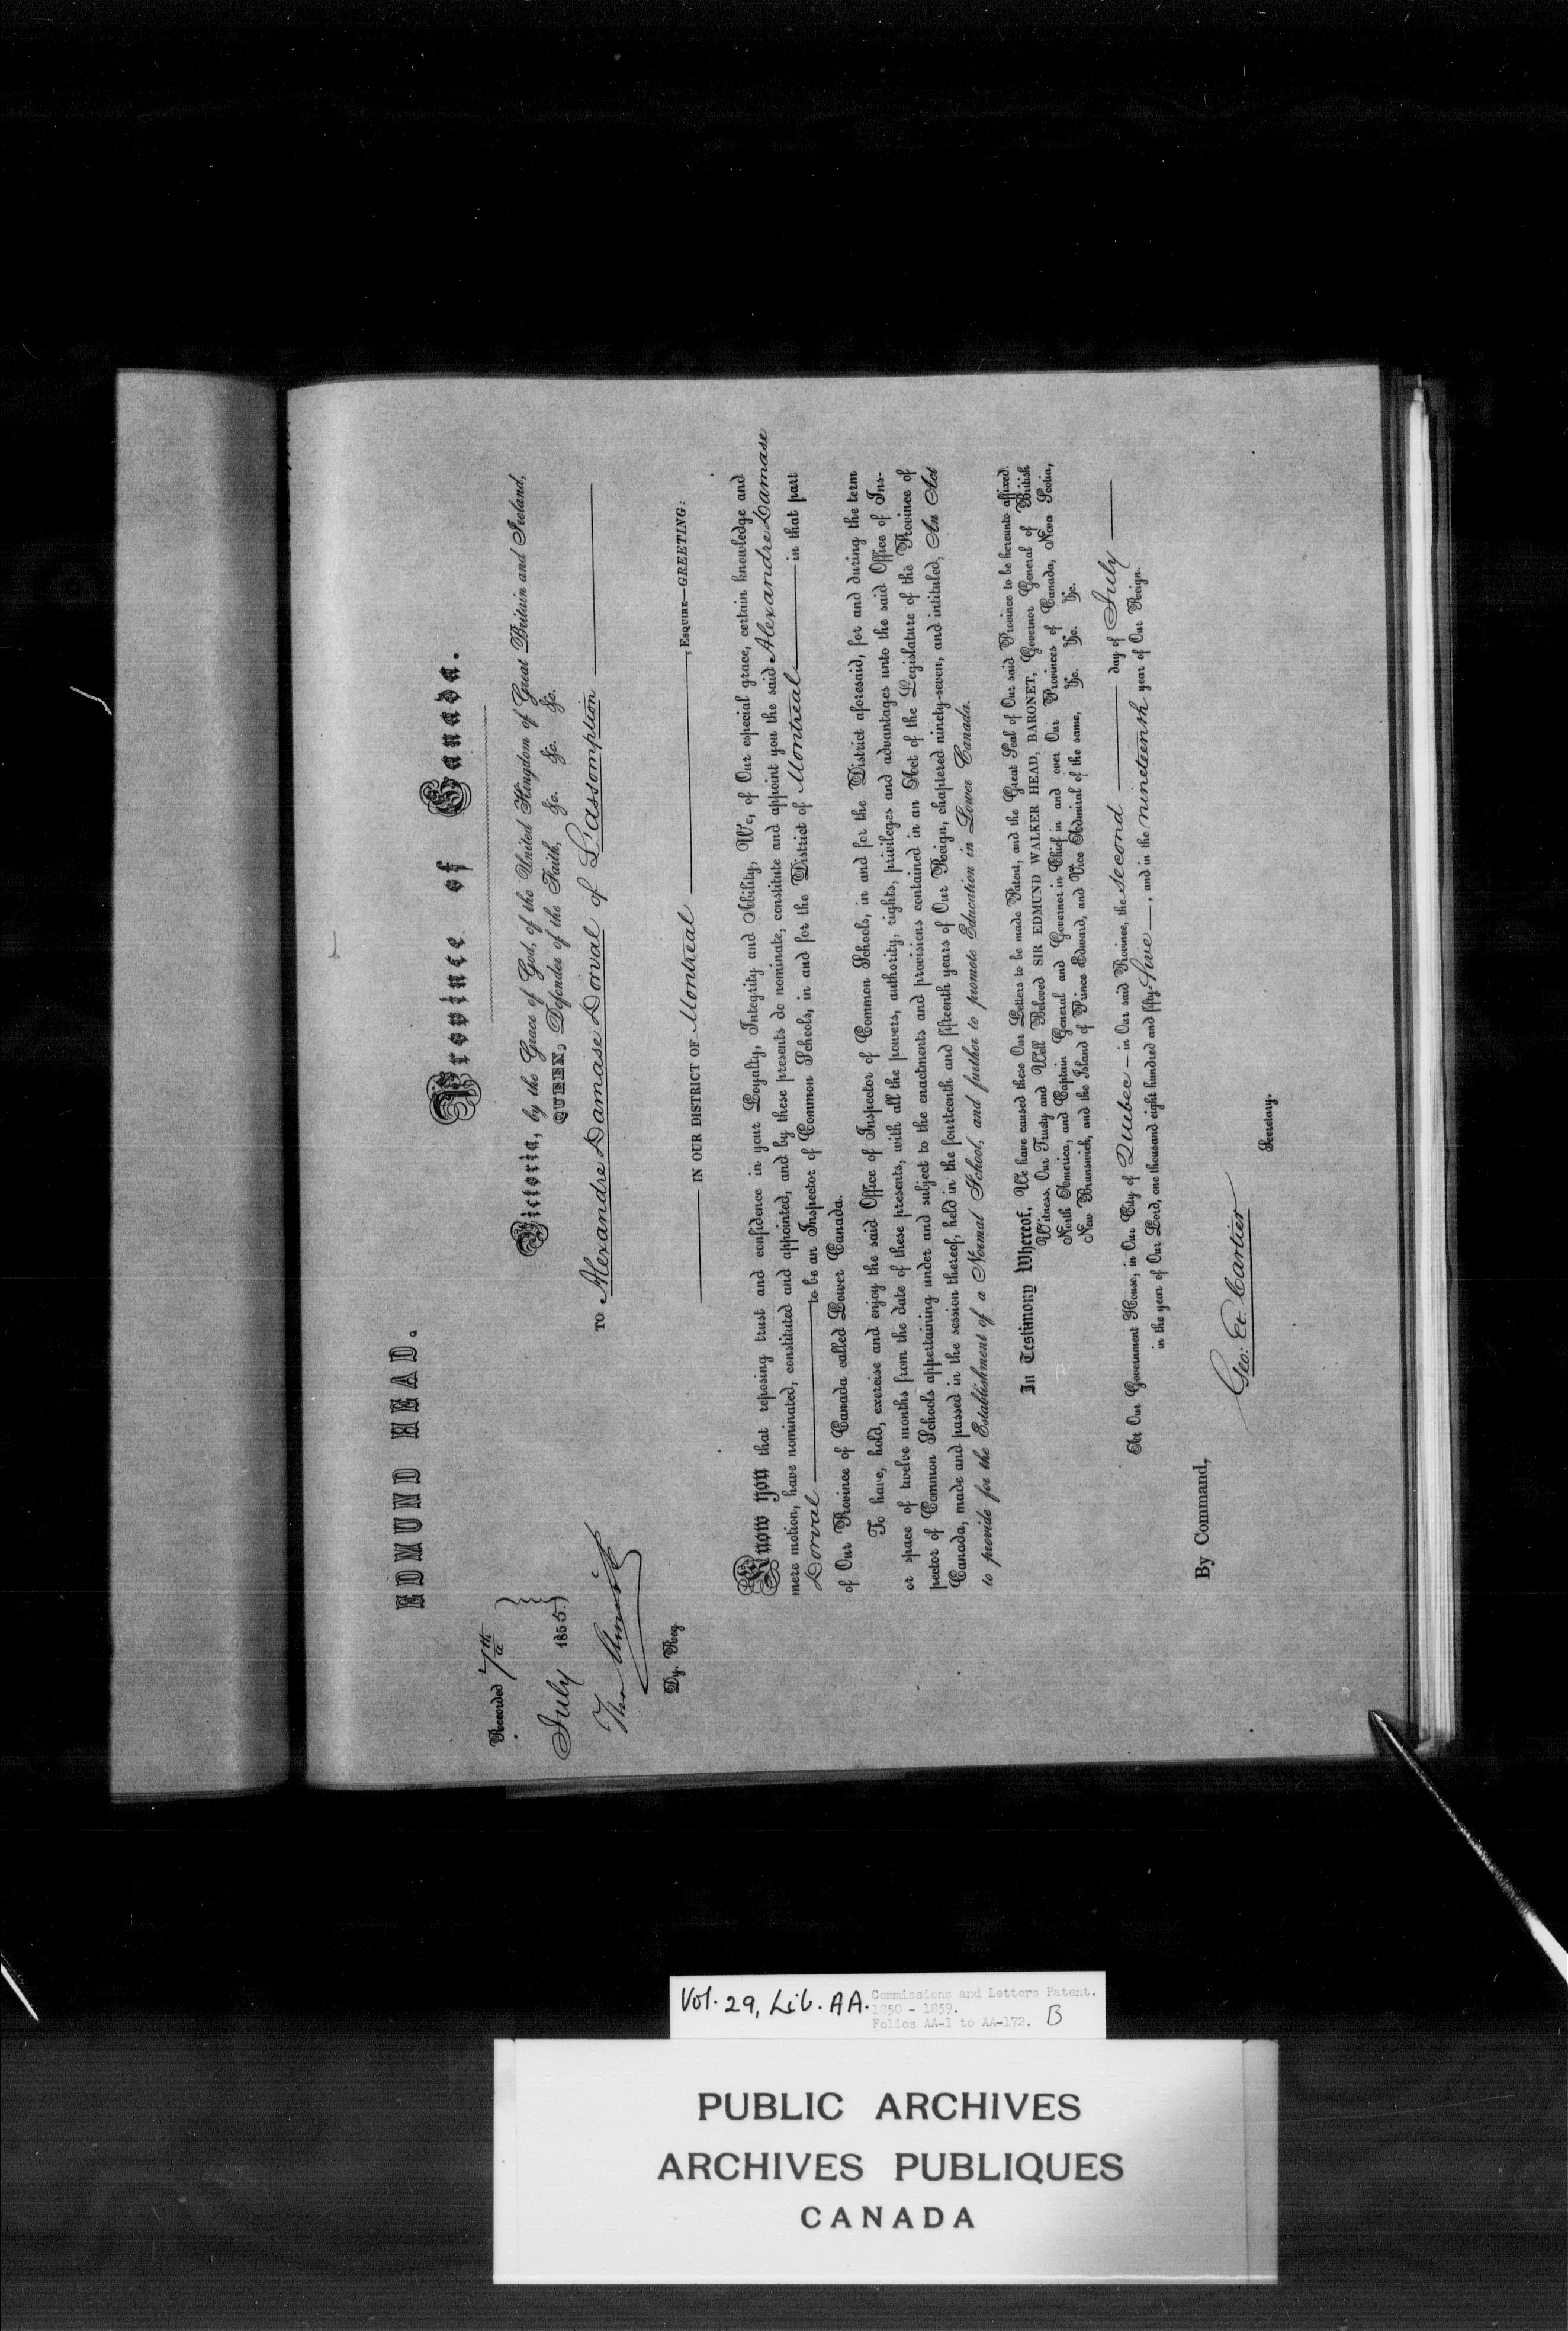 EDMUND HEAD.
Province of Canada.
Recorded 7th
July 1855.
Dy. Reg.
Victoria, by the Grace of God, of the United Kingdom of Great Britain and Ireland,
QUEEN, Defender of the Faith, &c. &c. &c.
TO Alexandre Damase Dorval of L'assomption
IN OUR DISTRICT OF Montreal , ESQUIRE—GREETING:
Know you that reposing trust and confidence in your Loyalty, Integrity and Ability, We, of Our especial grace, certain knowledge and
mere motion, have nominated, constituted and appointed, and by these presents do nominate, constitute and appoint you the said Alexandre Damase
Dorval to be an Inspector of Common Schools, in and for the District of Montreal in that part
of Our Province of Canada called Lower Canada.
To have, hold, exercise and enjoy the said Office of Inspector of Common Schools, in and for the District aforesaid, for and during the term
or space of twelve months from the date of these presents, with all the powers, authority, rights, privileges and advantages unto the said Office of Ins-
pector of Common Schools appertaining under and subject to the enactments and provisions contained in an Act of the Legislature of the Province of
Canada, made and passed in the session thereof, held in the fourteenth and fifteenth years of Our Reign, chaptered ninety-seven, and intituled, An Act
to provide for the Establishment of a Normal School, and further to promote Education in Lower Canada.
In Testimony Whereof, We have caused these Our Letters to be made Patent, and the Great Seal of Our said Province to be hereunto affixed.
Witness, Our Trusty and Well Beloved SIR EDMUND WALKER HEAD, BARONET, Governor General of British
North America, and Captain General and Governor in Chief in and over Our Provinces of Canada, Nova Scotia,
New Brunswick, and the Island of Prince Edward, and Vice Admiral of the same, &c. &c. &c.
At Our Government House, in Our City of Quebec — in Our said Province, the second day of July
in the year of Our Lord, one thousand eight hundred and fifty-five —, and in the nineteenth year of Our Reign.
By Command,
Geo: Et. Cartier
Secretary.
Vol. 29, Lib. AA. Commissions and Letters Patent.
1850 - 1859.
Folios AA-1 to AA-172. B
PUBLIC ARCHIVES
ARCHIVES PUBLIQUES
CANADA